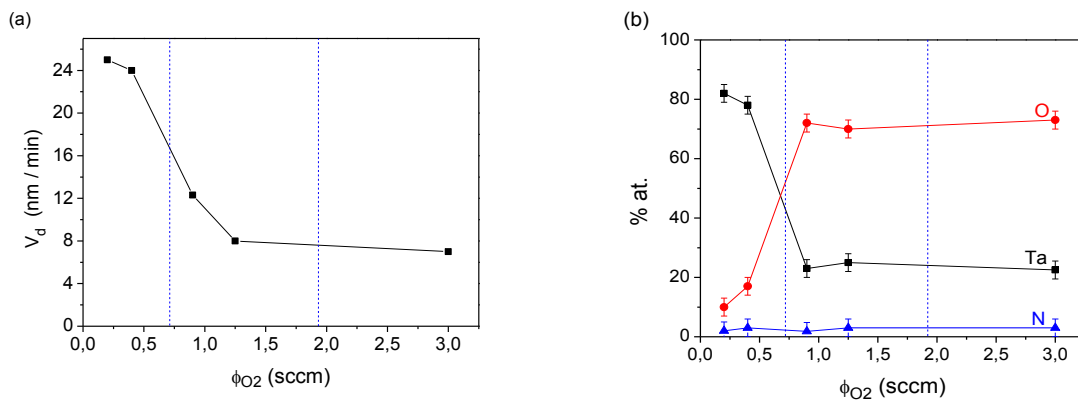 (a)
24
20
16
12
8
4
0
V_d (nm / min)
0,0 0,5 1,0 1,5 2,0 2,5 3,0
ϕ_O2 (sccm)
(b)
100
80
60
40
20
0
% at.
O
Ta
N
0,0 0,5 1,0 1,5 2,0 2,5 3,0
ϕ_O2 (sccm)